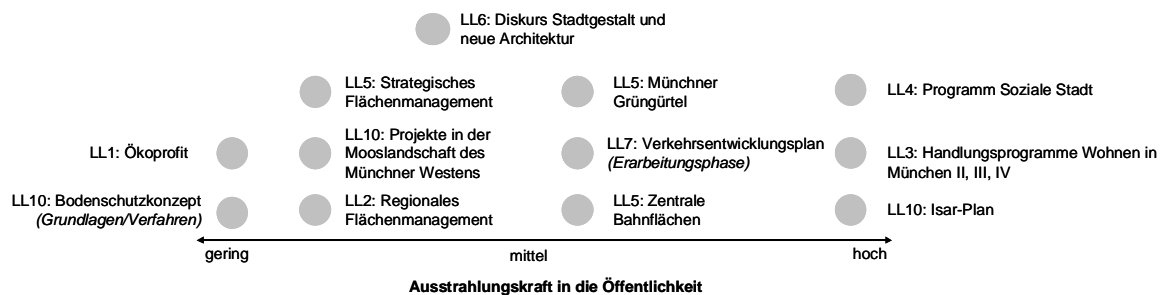 LL6: Diskurs Stadtgestalt und
neue Architektur
LL5: Strategisches
Flächenmanagement
LL5: Münchner
Grüngürtel
LL4: Programm Soziale Stadt
LL1: Ökoprofit
LL10: Projekte in der
Mooslandschaft des
Münchner Westens
LL7: Verkehrsentwicklungsplan
(Erarbeitungsphase)
LL3: Handlungsprogramme Wohnen in
München II, III, IV
LL10: Bodenschutzkonzept
(Grundlagen/Verfahren)
LL2: Regionales
Flächenmanagement
LL5: Zentrale
Bahnflächen
LL10: Isar-Plan
gering
mittel
hoch
Ausstrahlungskraft in die Öffentlichkeit